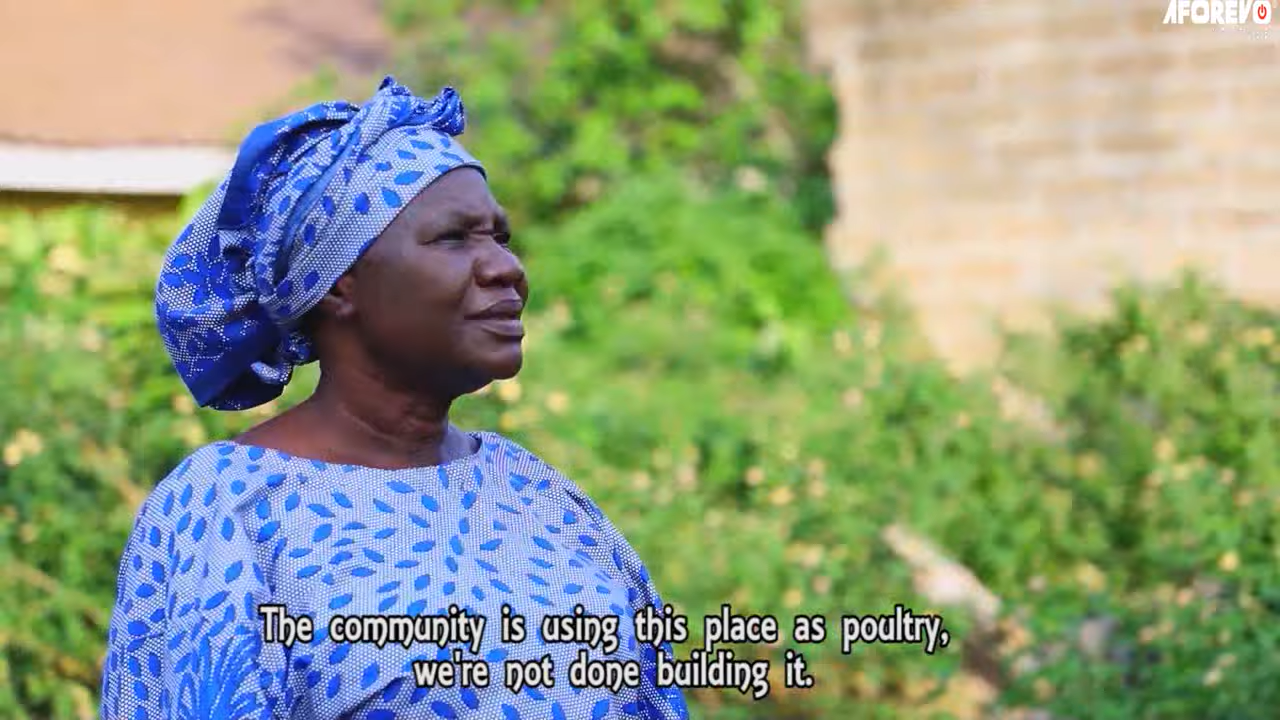 AFOREVO
The community is using this place as poultry,
we're not done building it.